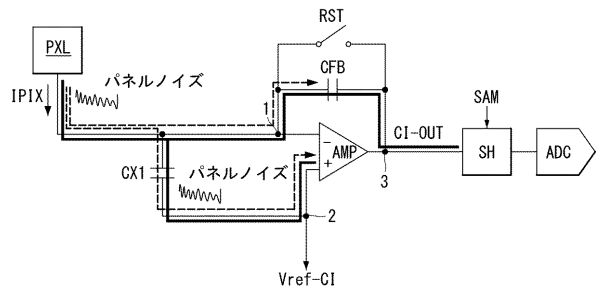 RST
PXL
パネルノイズ
CFB
IPIX
SAM
1
CI-OUT
－
AMP
SH
ADC
CX1
パネルノイズ
+
3
2
Vref-CI